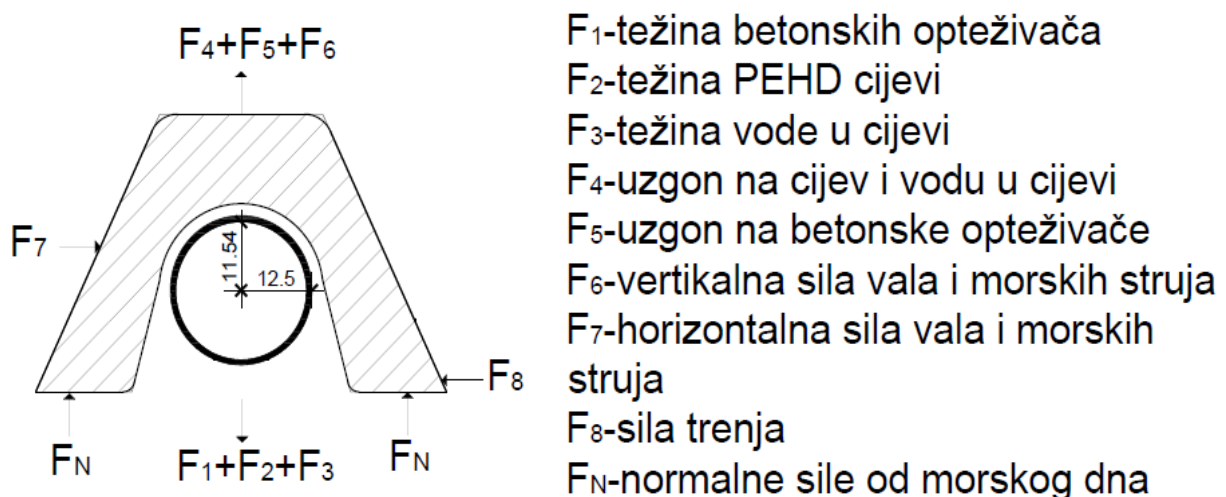 F4+F5+F6
F7
11.54
12.5
F8
FN
F1+F2+F3
FN
F1-težina betonskih opteživača
F2-težina PEHD cijevi
F3-težina vode u cijevi
F4-uzgon na cijev i vodu u cijevi
F5-uzgon na betonske opteživače
F6-vertikalna sila vala i morskih struja
F7-horizontalna sila vala i morskih
struja
F8-sila trenja
FN-normalne sile od morskog dna